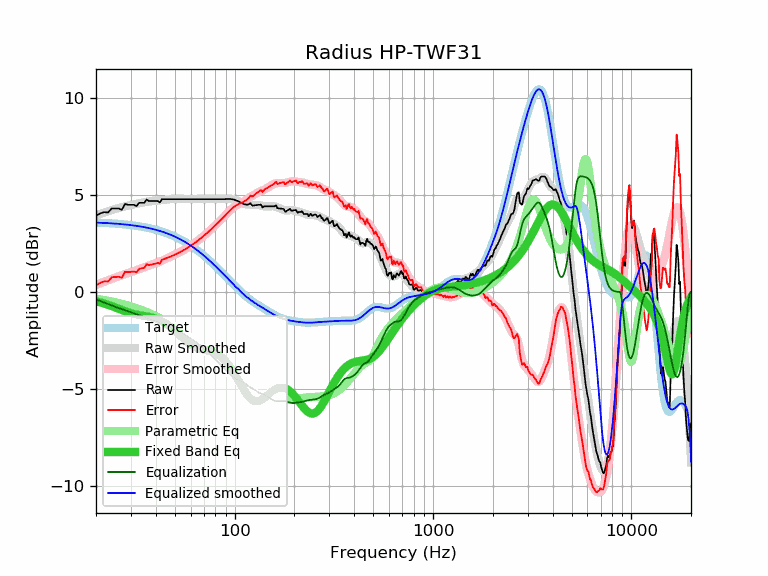 Radius HP-TWF31
Amplitude (dBr)
10
5
0
−5
−10
Target
Raw Smoothed
Error Smoothed
Raw
Error
Parametric Eq
Fixed Band Eq
Equalization
Equalized smoothed
100
1000
10000
Frequency (Hz)